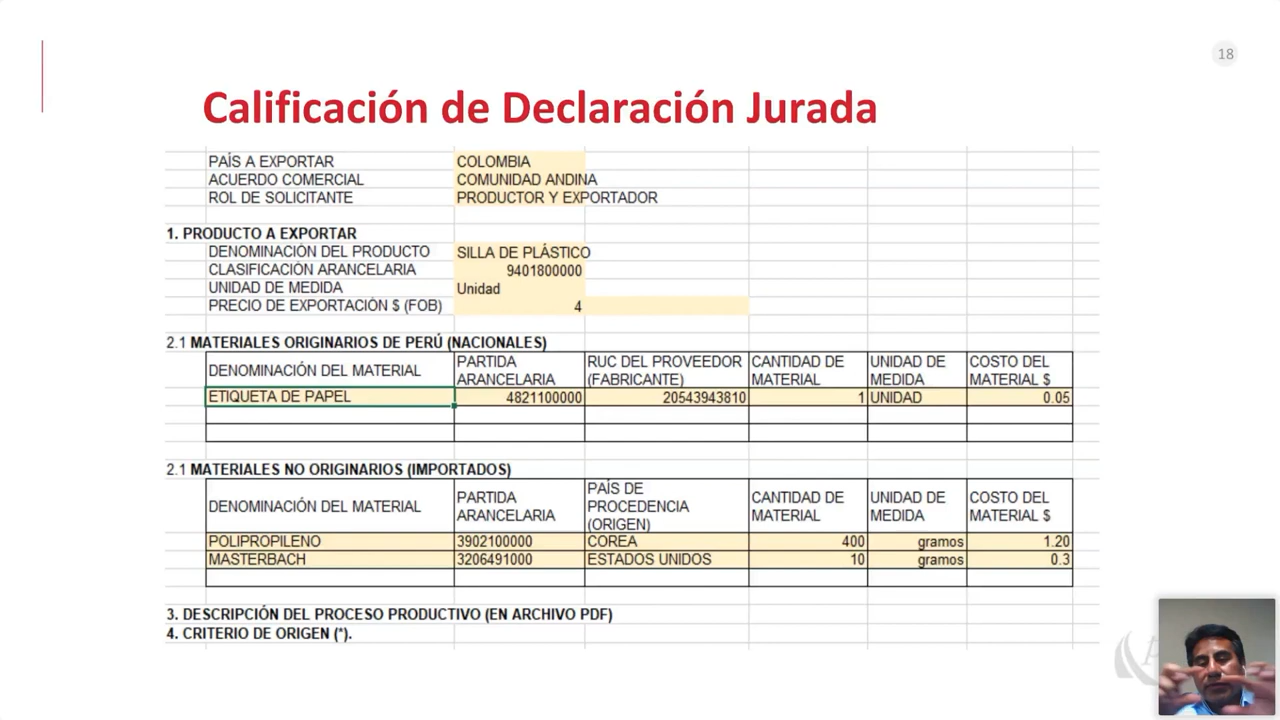 18
Calificación de Declaración Jurada
PAÍS A EXPORTAR COLOMBIA
ACUERDO COMERCIAL COMUNIDAD ANDINA
ROL DE SOLICITANTE PRODUCTOR Y EXPORTADOR
1. PRODUCTO A EXPORTAR
DENOMINACIÓN DEL PRODUCTO SILLA DE PLÁSTICO
CLASIFICACIÓN ARANCELARIA 9401800000
UNIDAD DE MEDIDA Unidad
PRECIO DE EXPORTACIÓN $ (FOB) 4
2.1 MATERIALES ORIGINARIOS DE PERÚ (NACIONALES)
DENOMINACIÓN DEL MATERIAL
PARTIDA
ARANCELARIA
RUC DEL PROVEEDOR
(FABRICANTE)
CANTIDAD DE
MATERIAL
UNIDAD DE
MEDIDA
COSTO DEL
MATERIAL $
ETIQUETA DE PAPEL 4821100000 20543943810 1 UNIDAD 0.05
2.1 MATERIALES NO ORIGINARIOS (IMPORTADOS)
DENOMINACIÓN DEL MATERIAL
PARTIDA
ARANCELARIA
PAÍS DE
PROCEDENCIA
(ORIGEN)
CANTIDAD DE
MATERIAL
UNIDAD DE
MEDIDA
COSTO DEL
MATERIAL $
POLIPROPILENO 3902100000 COREA 400 gramos 1.20
MASTERBACH 3206491000 ESTADOS UNIDOS 10 gramos 0.3
3. DESCRIPCIÓN DEL PROCESO PRODUCTIVO (EN ARCHIVO PDF)
4. CRITERIO DE ORIGEN (*).